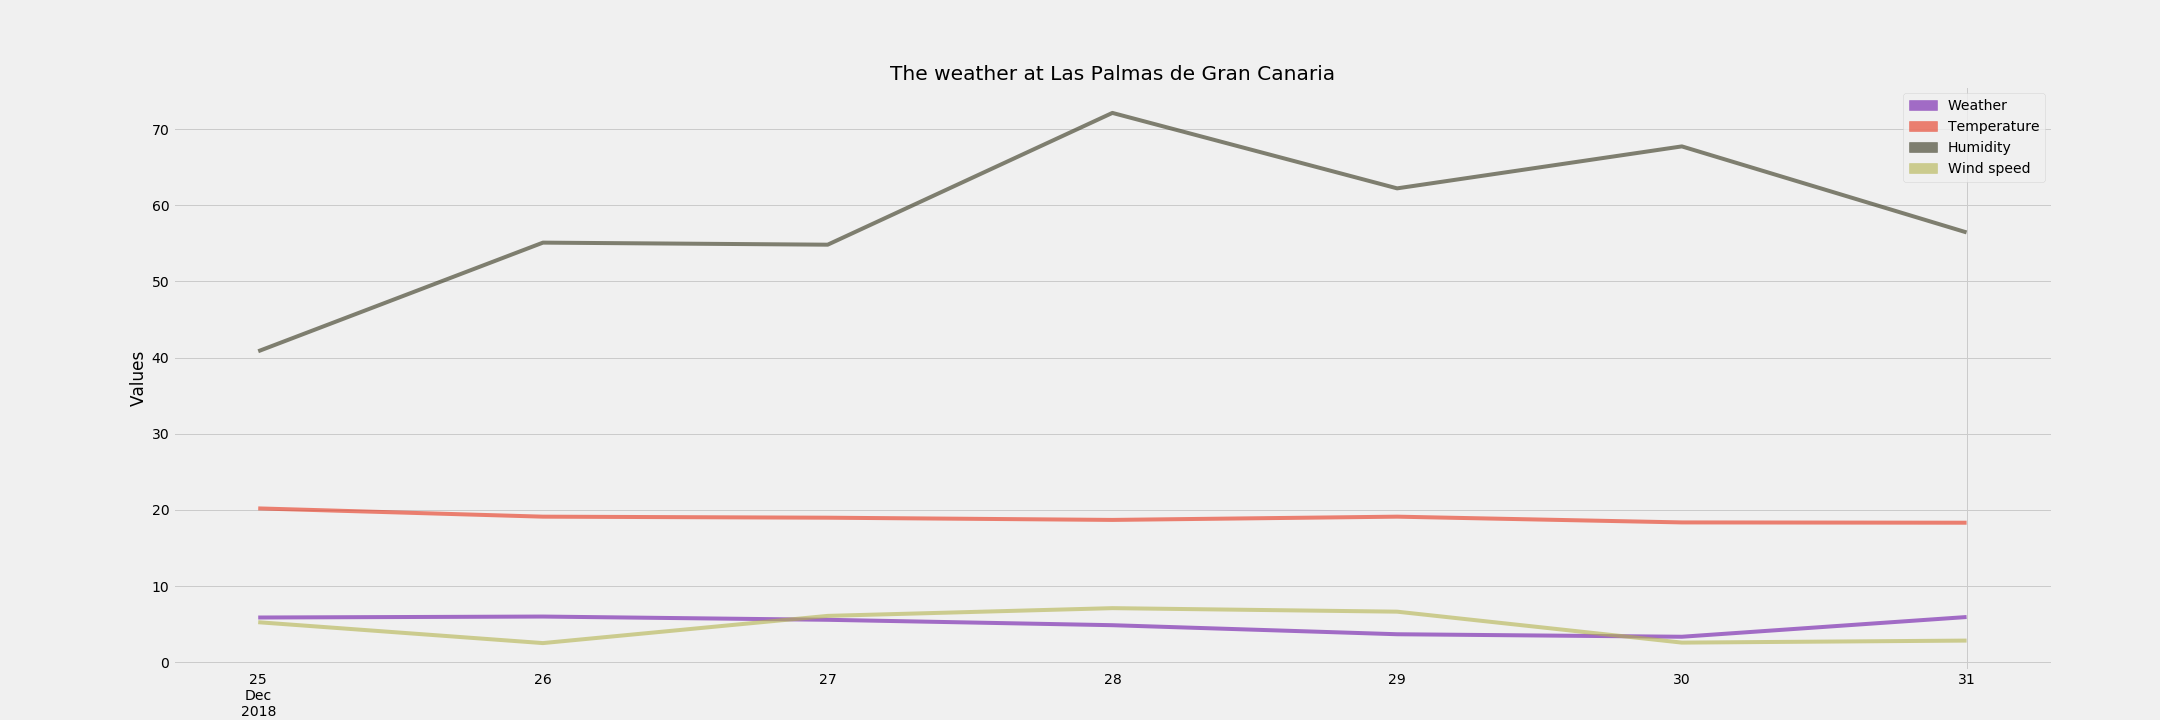 The weather at Las Palmas de Gran Canaria
Weather
Temperature
Humidity
Wind speed
Values
70
60
50
40
30
20
10
0
25 26 27 28 29 30 31
Dec
2018